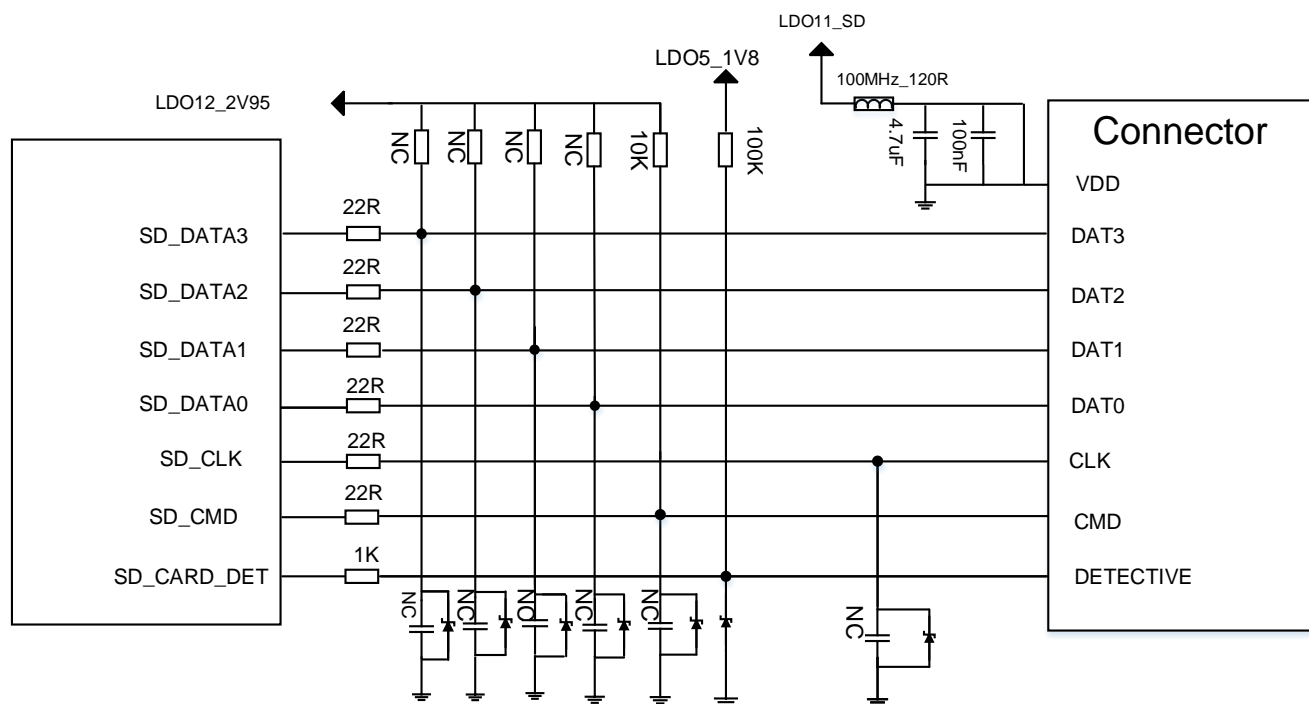 LDO11_SD
LDO5_1V8
100MHz_120R
LDO12_2V95
NC
NC
NC
NC
10K
100K
4.7uF
100nF
Connector
VDD
22R
SD_DATA3
DAT3
22R
SD_DATA2
DAT2
22R
SD_DATA1
DAT1
22R
SD_DATA0
DAT0
22R
SD_CLK
CLK
22R
SD_CMD
CMD
1K
SD_CARD_DET
DETECTIVE
NC
NC
NC
NC
NC
NC